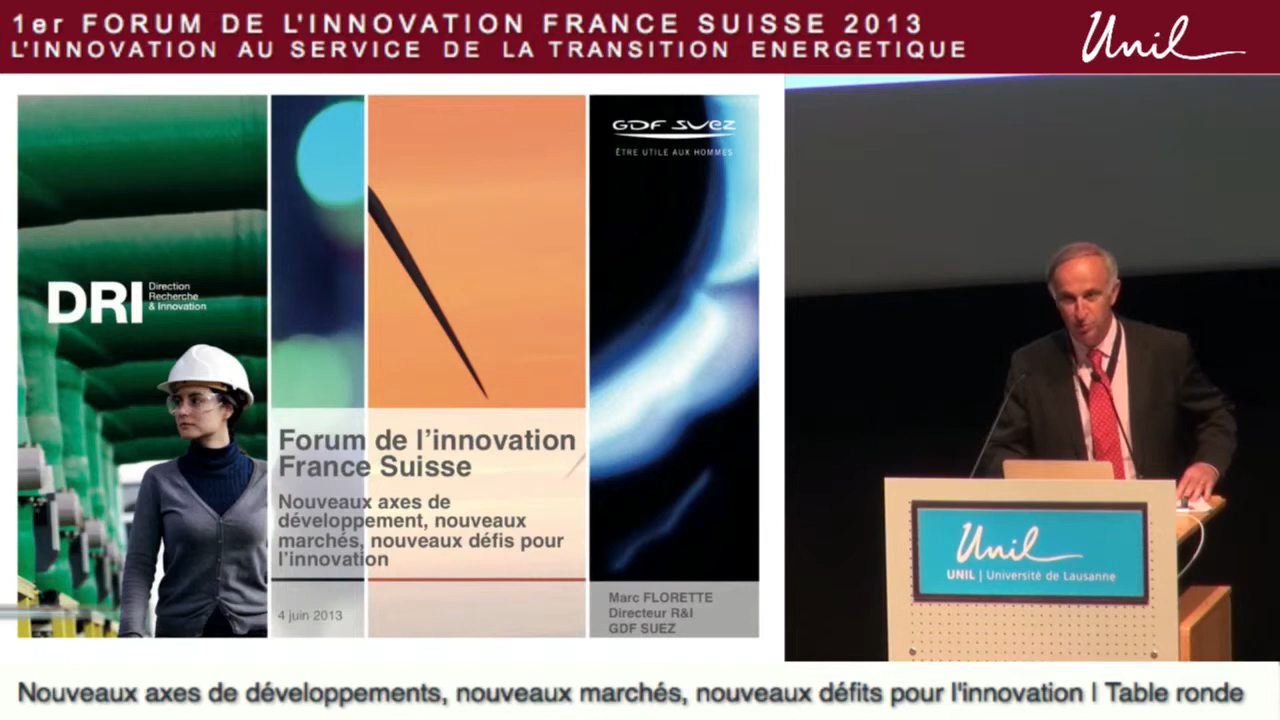 1er FORUM DE L'INNOVATION FRANCE SUISSE 2013
L'INNOVATION AU SERVICE DE LA TRANSITION ENERGETIQUE
Unil
GDF SUEZ
ÊTRE UTILE AUX HOMMES
DRI
Direction
Recherche
& Innovation
Forum de l'innovation
France Suisse
Nouveaux axes de
développement, nouveaux
marchés, nouveaux défis pour
l'innovation
4 juin 2013
Marc FLORETTE
Directeur R&I
GDF SUEZ
Unil
UNIL | Université de Lausanne
Nouveaux axes de développements, nouveaux marchés, nouveaux défits pour l'innovation | Table ronde